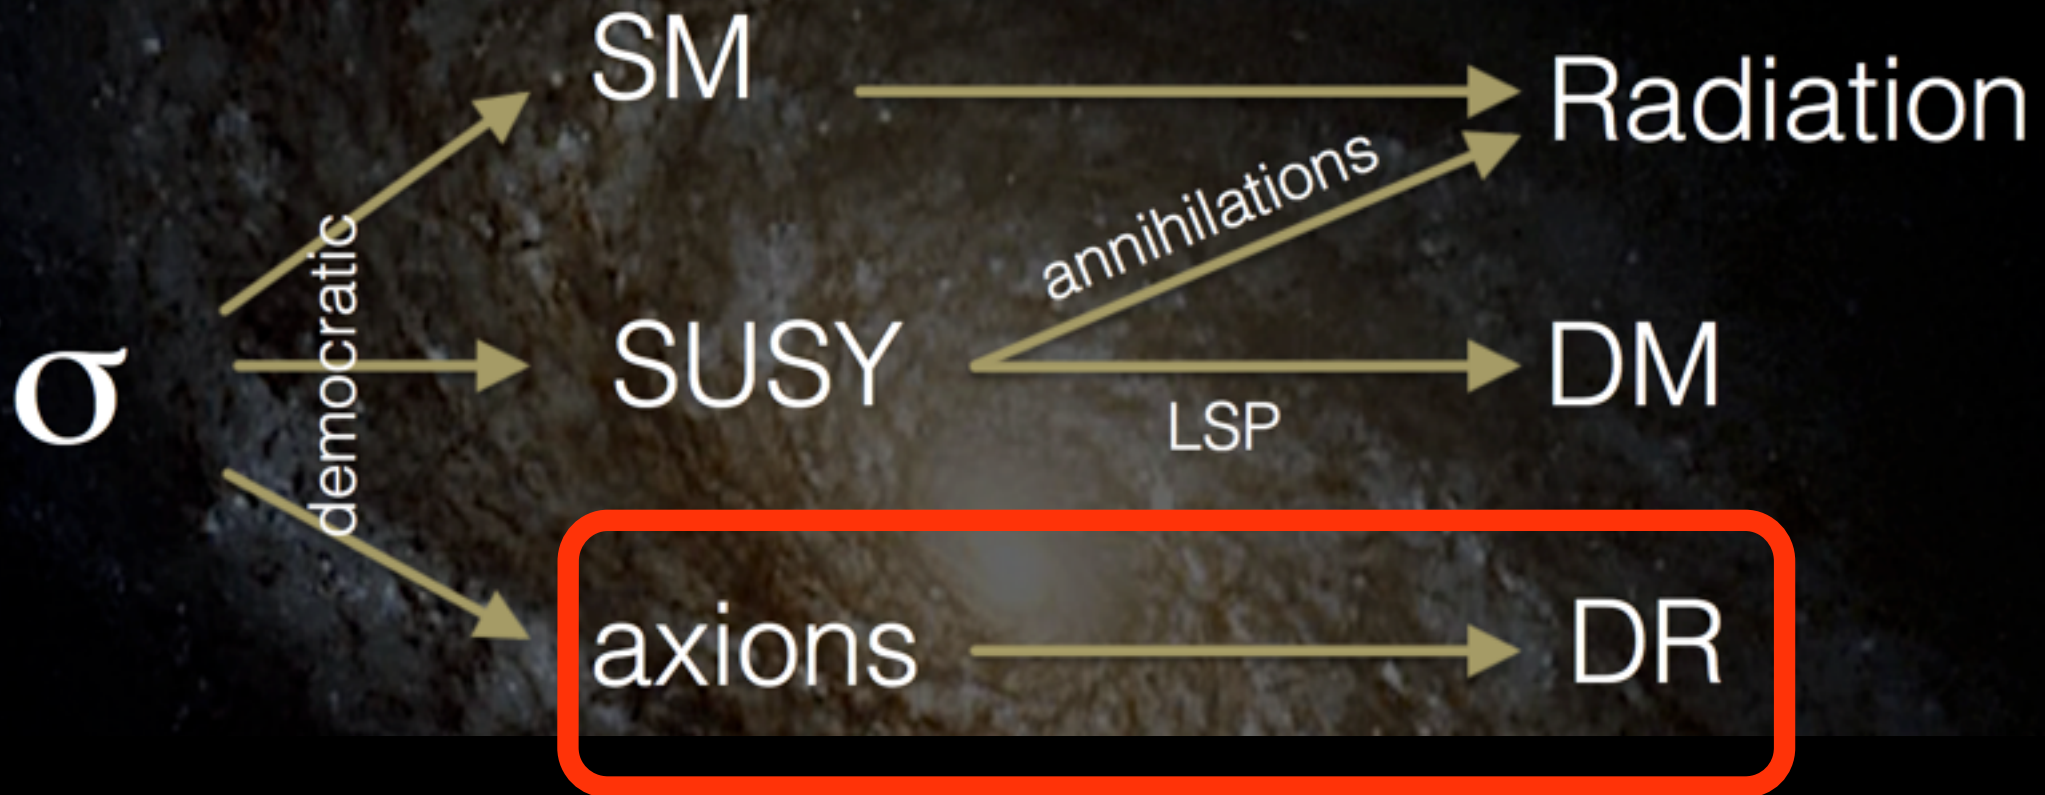 SM
Radiation
annihilations
democratic
σ
SUSY
DM
LSP
axions
DR